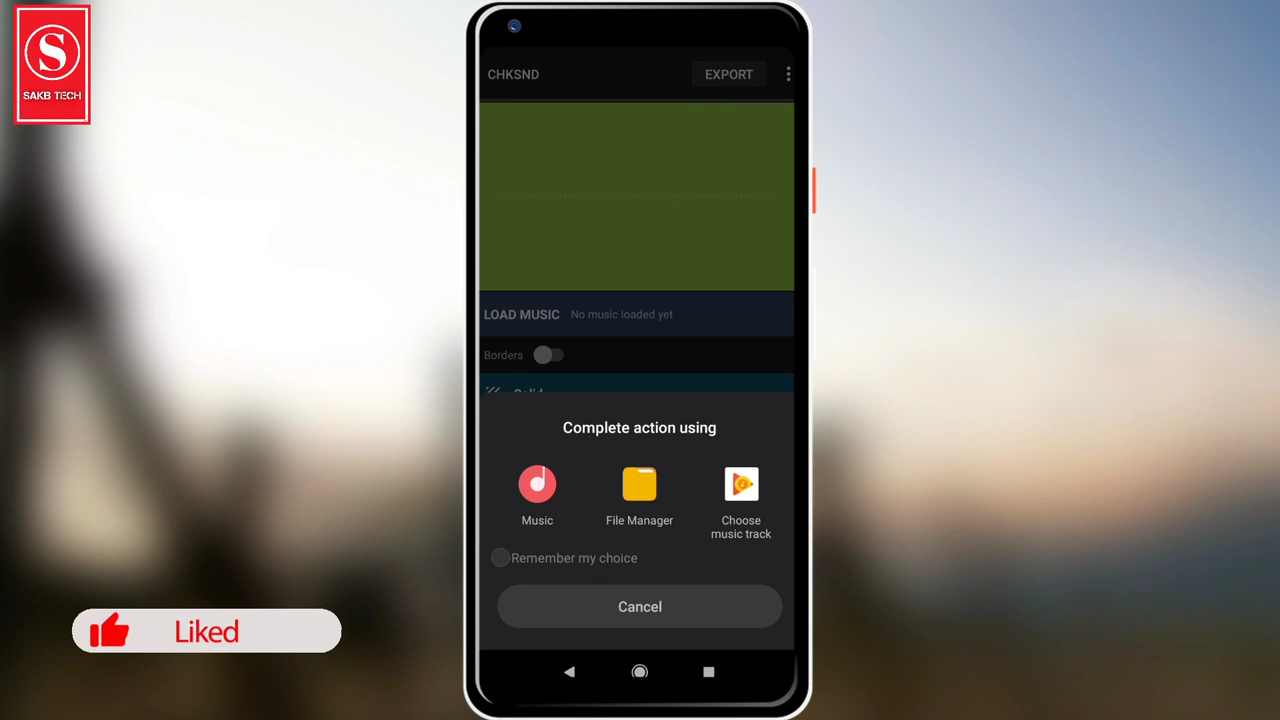 S
SAKB TECH
CHKSND
EXPORT
LOAD MUSIC No music loaded yet
Borders
Solid
Complete action using
Music
File Manager
Choose
music track
Remember my choice
Cancel
Liked